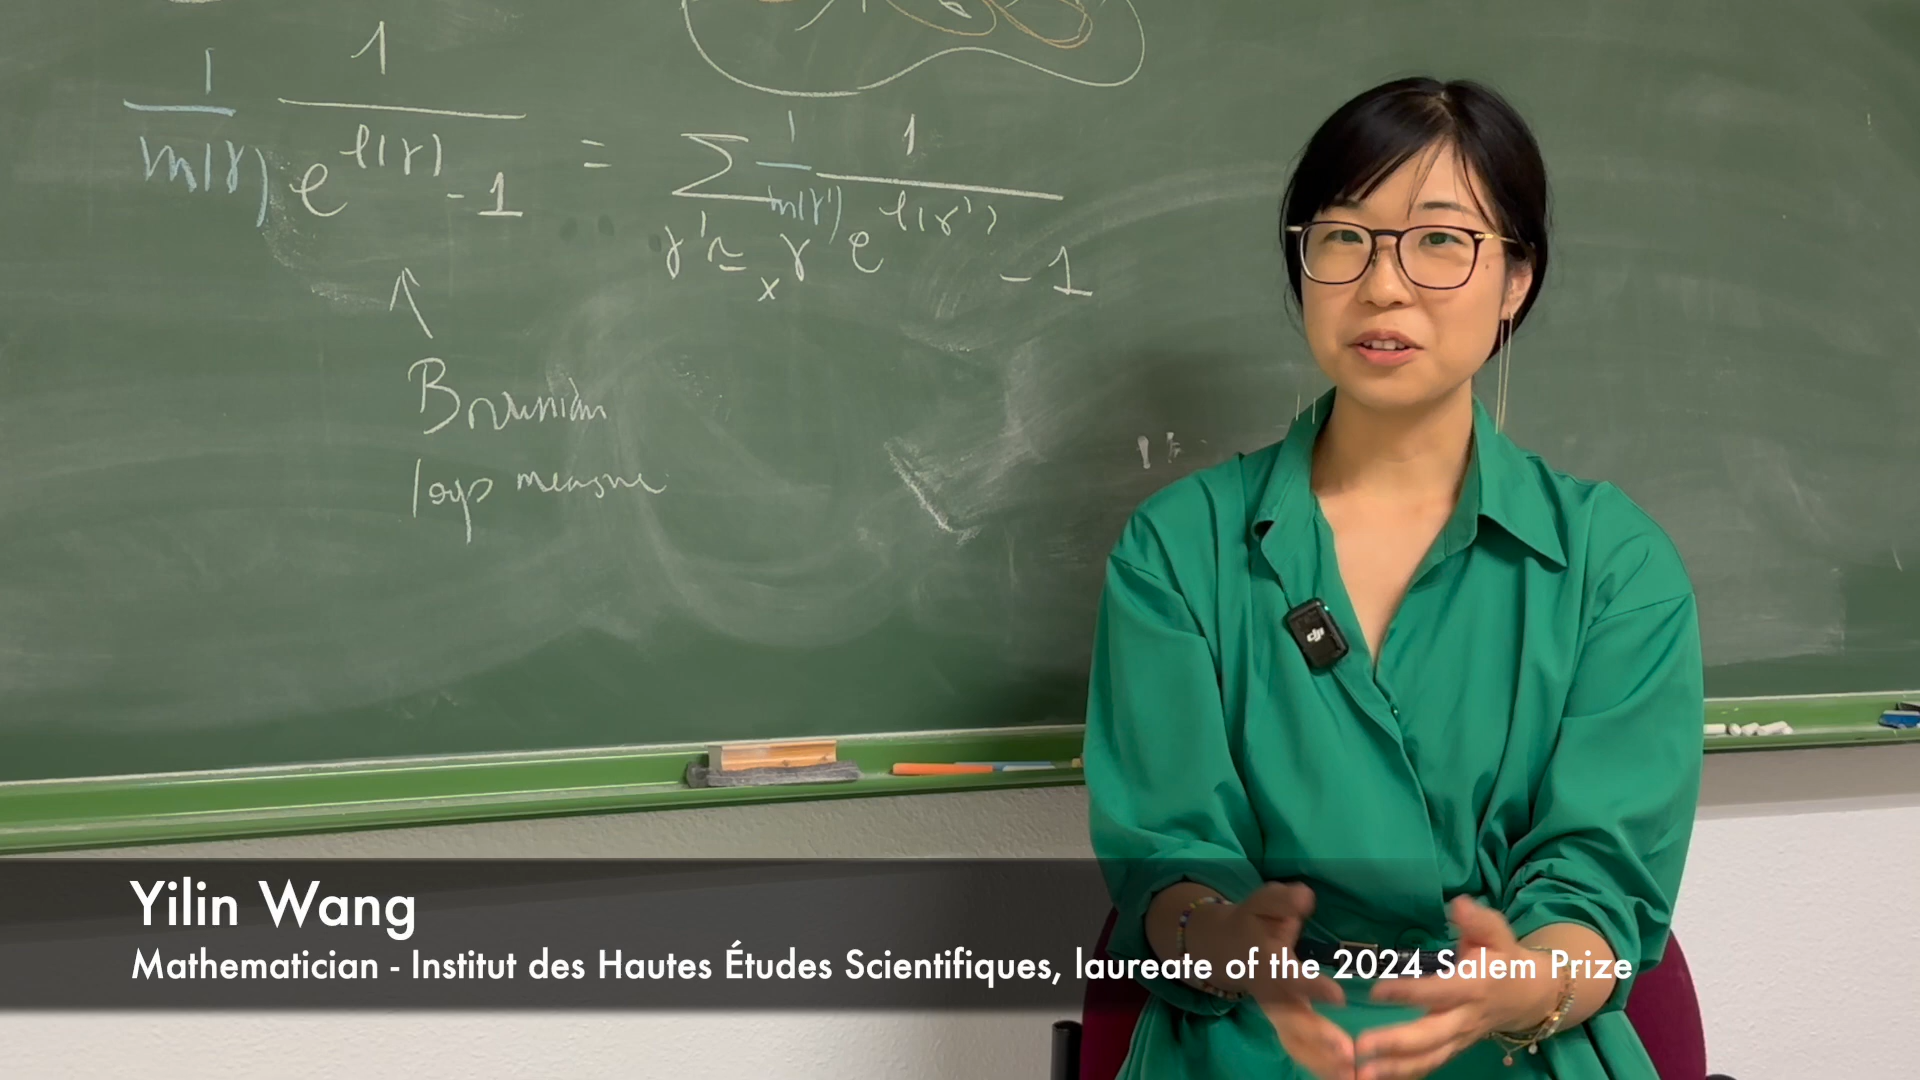 1 1
m(γ) e^{ℓ(γ)} -1 = Σ 1 1
γ' ≃_x γ m(γ') e^{ℓ(γ')} -1
↑
Brownian
loop measure
dji
Yilin Wang
Mathematician - Institut des Hautes Études Scientifiques, laureate of the 2024 Salem Prize